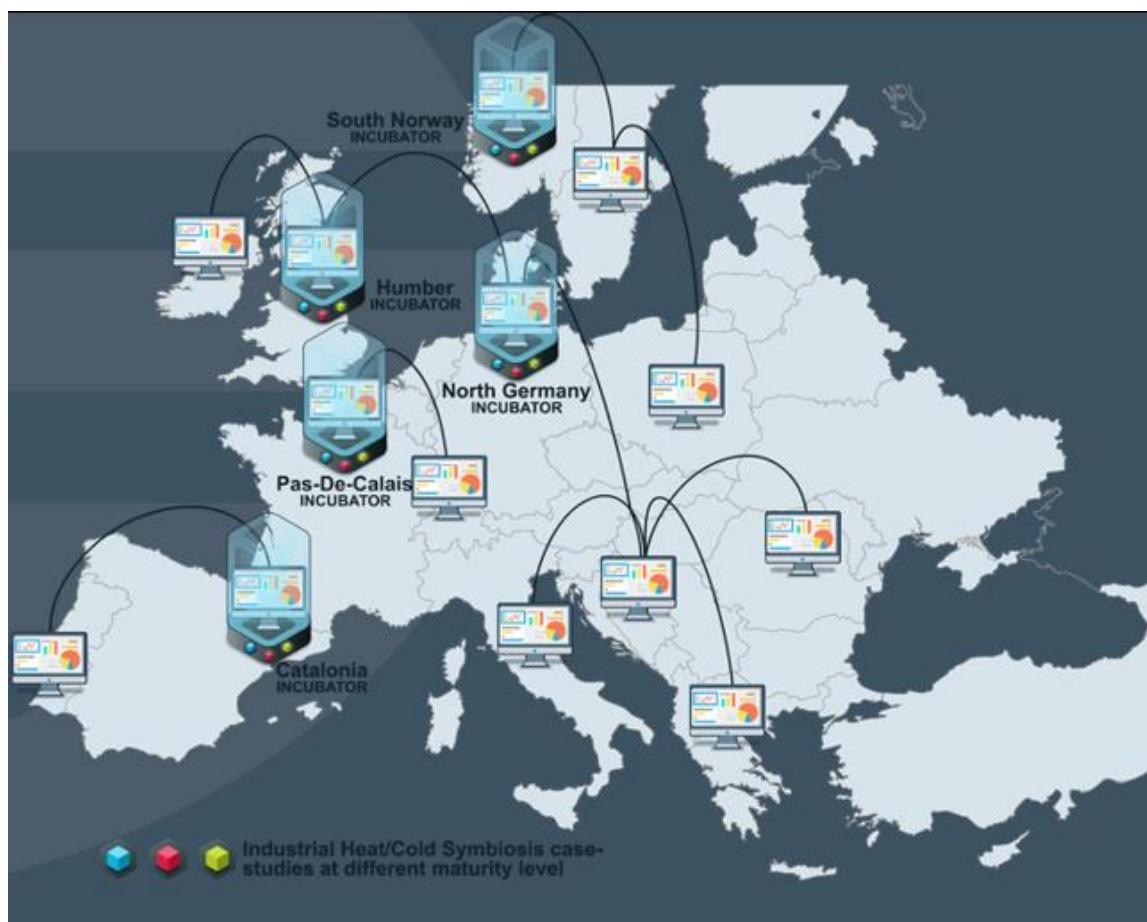 South Norway
INCUBATOR
Humber
INCUBATOR
North Germany
INCUBATOR
Pas-De-Calais
INCUBATOR
Catalonia
INCUBATOR
Industrial Heat/Cold Symbiosis case-
studies at different maturity level